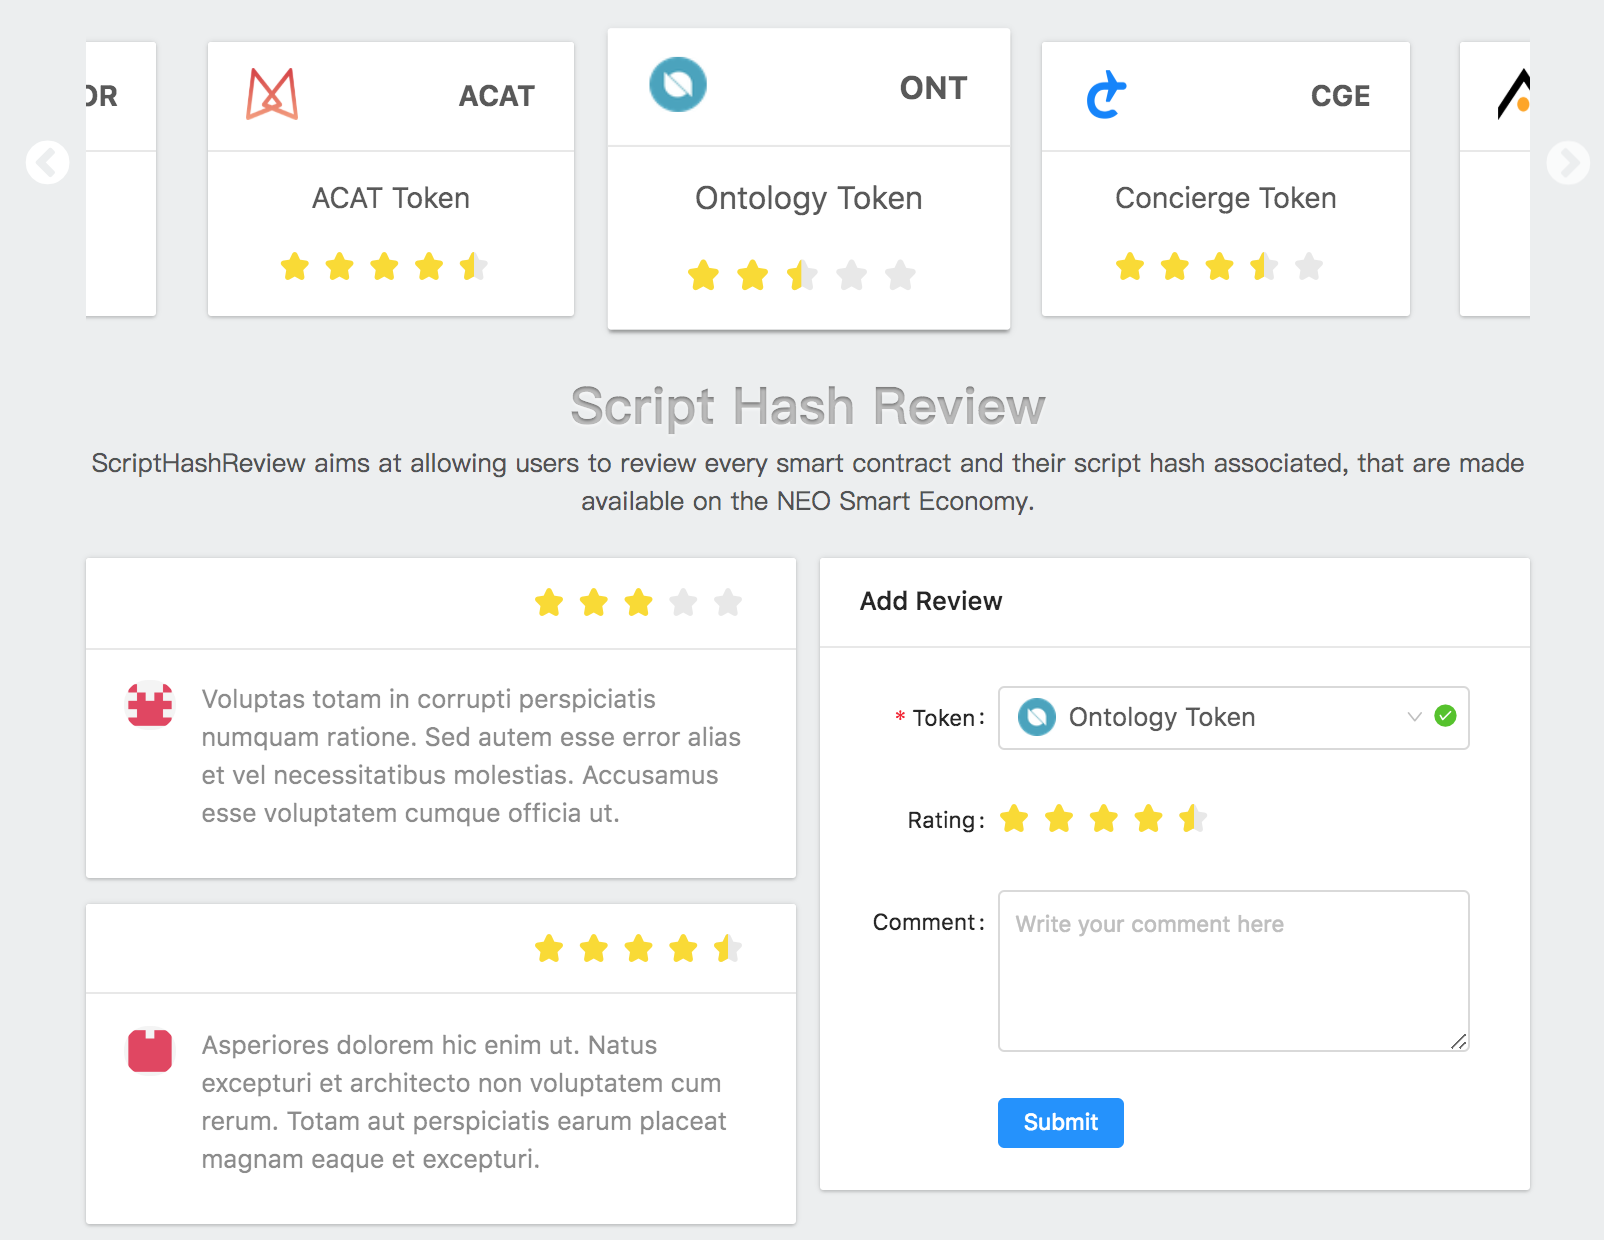 OR
ACAT
ONT
CGE
ACAT Token
Ontology Token
Concierge Token
Script Hash Review
ScriptHashReview aims at allowing users to review every smart contract and their script hash associated, that are made
available on the NEO Smart Economy.
Voluptas totam in corrupti perspiciatis
numquam ratione. Sed autem esse error alias
et vel necessitatibus molestias. Accusamus
esse voluptatem cumque officia ut.
Asperiores dolorem hic enim ut. Natus
excepturi et architecto non voluptatem cum
rerum. Totam aut perspiciatis earum placeat
magnam eaque et excepturi.
Add Review
* Token: Ontology Token
Rating:
Comment: Write your comment here
Submit